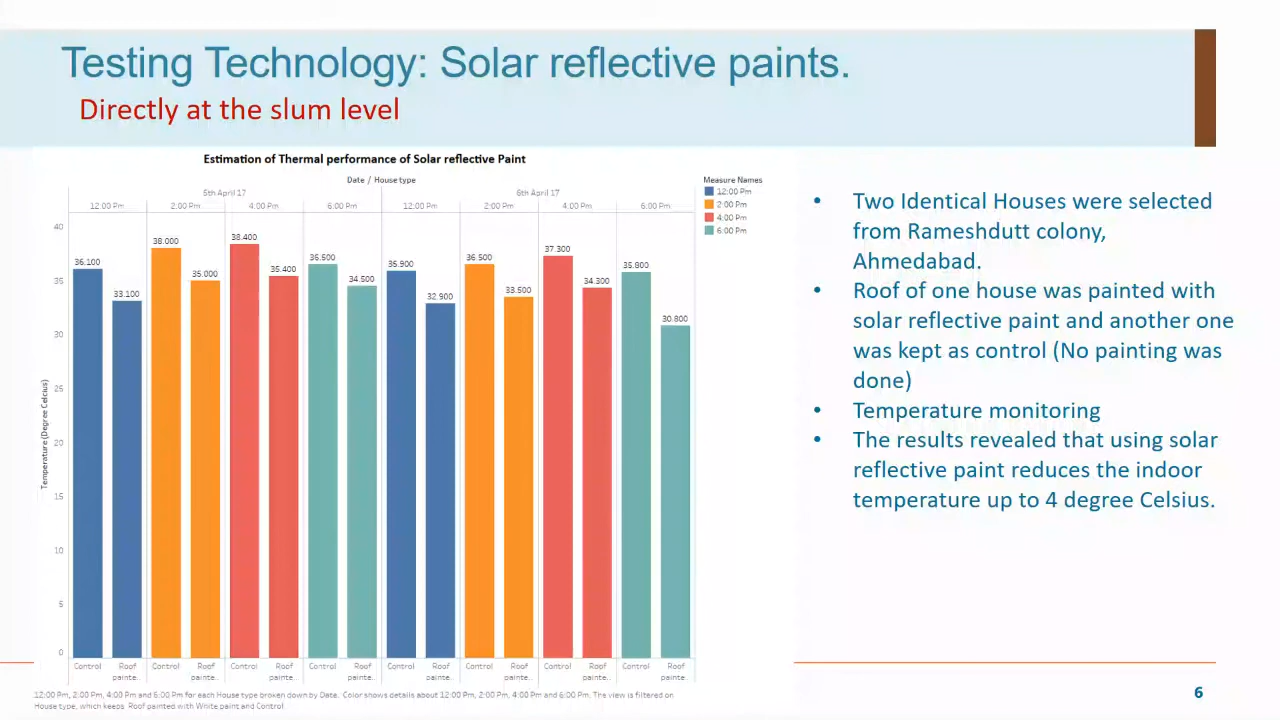 Testing Technology: Solar reflective paints.
Directly at the slum level
Estimation of Thermal performance of Solar reflective Paint
Date / House type
5th April 17 6th April 17
12:00 Pm 2:00 Pm 4:00 Pm 6:00 Pm 12:00 Pm 2:00 Pm 4:00 Pm 6:00 Pm
Measure Names
12:00 Pm
2:00 Pm
4:00 Pm
6:00 Pm
Temperature (Degree Celcius)
40
35
30
25
20
15
10
5
0
36.100 33.100 38.000 35.000 38.400 35.400 36.500 34.500 35.900 32.900 36.500 33.500 37.300 34.300 35.800 30.800
Control Roof Control Roof Control Roof Control Roof Control Roof Control Roof Control Roof Control Roof
painte.. painte.. painte.. painte.. painte.. painte.. painte.. painte..
12:00 Pm, 2:00 Pm, 4:00 Pm and 6:00 Pm for each House type broken down by Date. Color shows details about 12:00 Pm, 2:00 Pm, 4:00 Pm and 6:00 Pm. The view is filtered on
House type, which keeps Roof painted with White paint and Control
• Two Identical Houses were selected
from Rameshdutt colony,
Ahmedabad.
• Roof of one house was painted with
solar reflective paint and another one
was kept as control (No painting was
done)
• Temperature monitoring
• The results revealed that using solar
reflective paint reduces the indoor
temperature up to 4 degree Celsius.
6